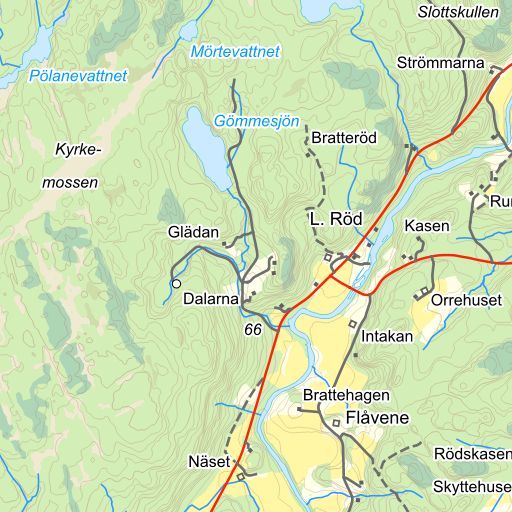 Slottskullen
Mörtevattnet
Strömmarna
Pölanevattnet
Gömmesjön
Bratteröd
Kyrke-
mossen
L. Röd
Kasen
Glädan
Dalarna
Orrehuset
66
Intakan
Brattehagen
Flåvene
Näset
Rödskasen
Skyttehuse